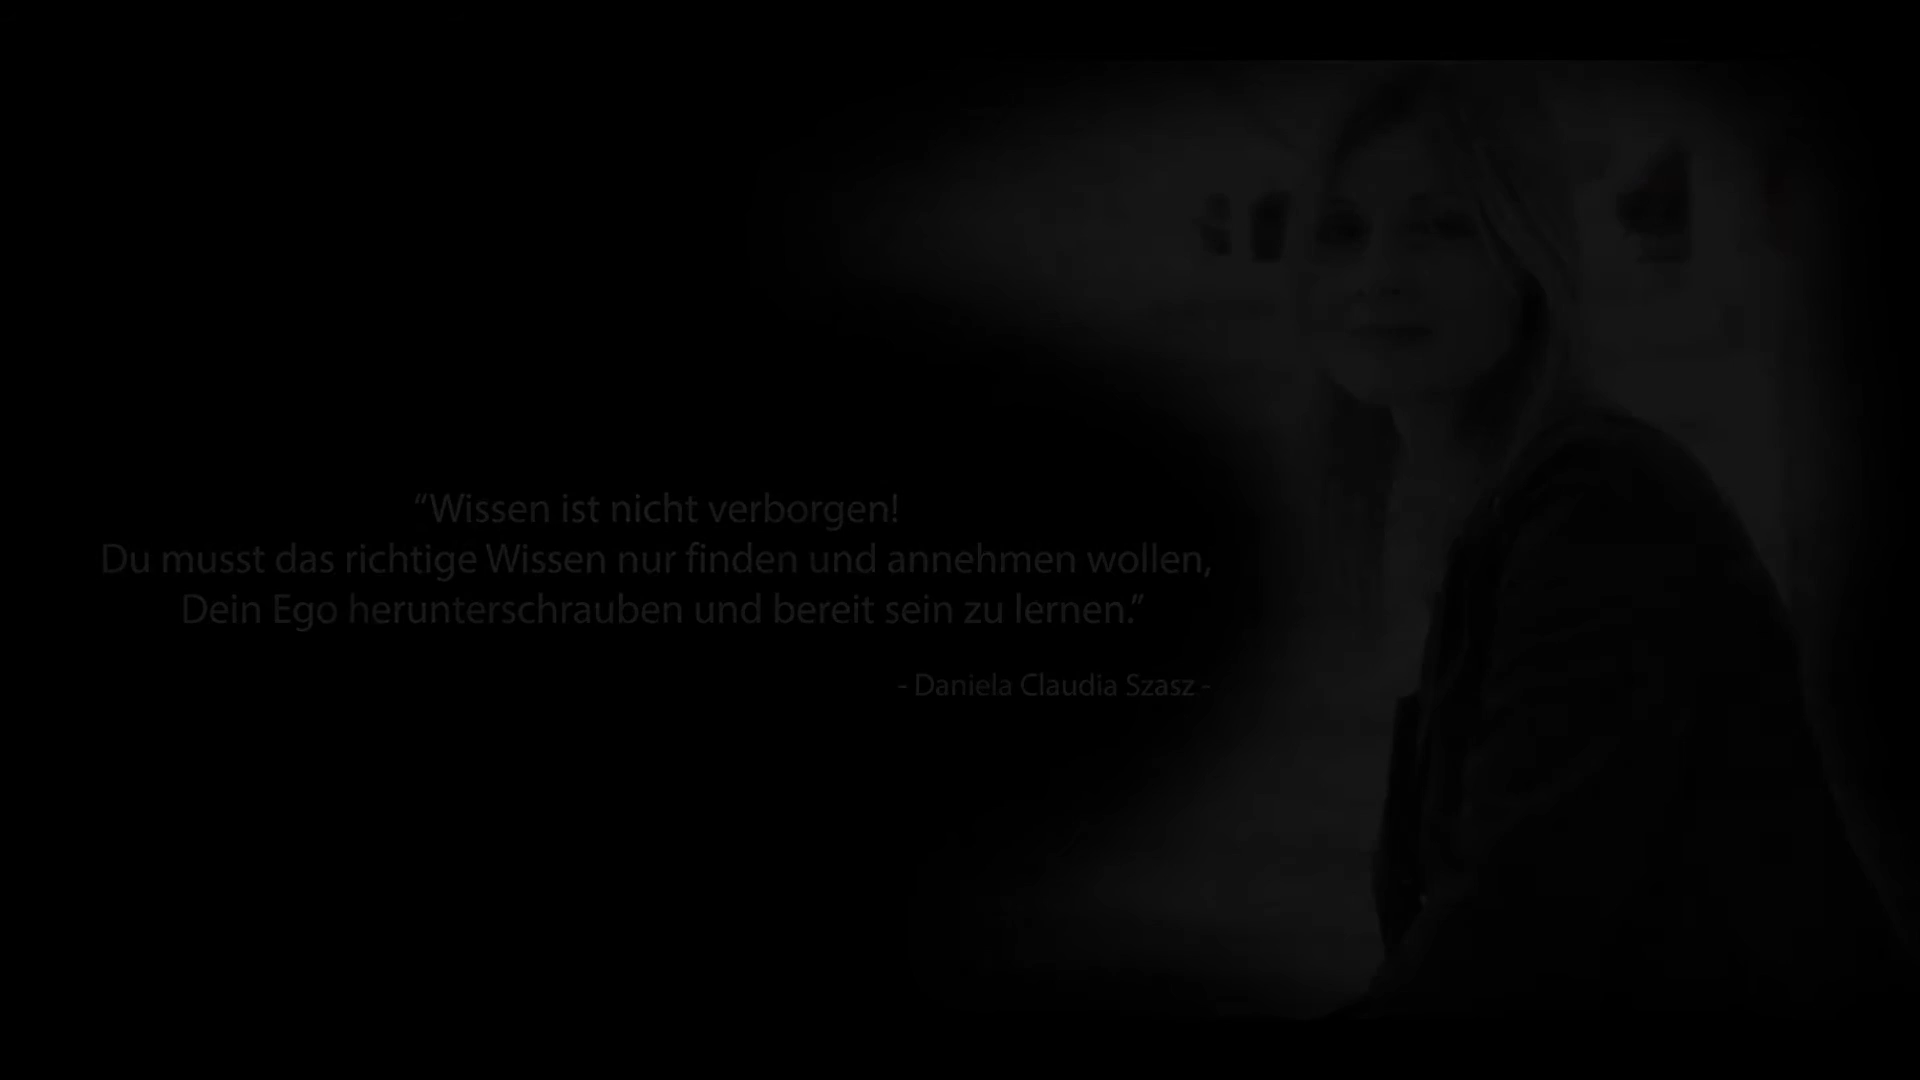 “Wissen ist nicht verborgen!
Du musst das richtige Wissen nur finden und annehmen wollen,
Dein Ego herunterschrauben und bereit sein zu lernen.”
- Daniela Claudia Szasz -